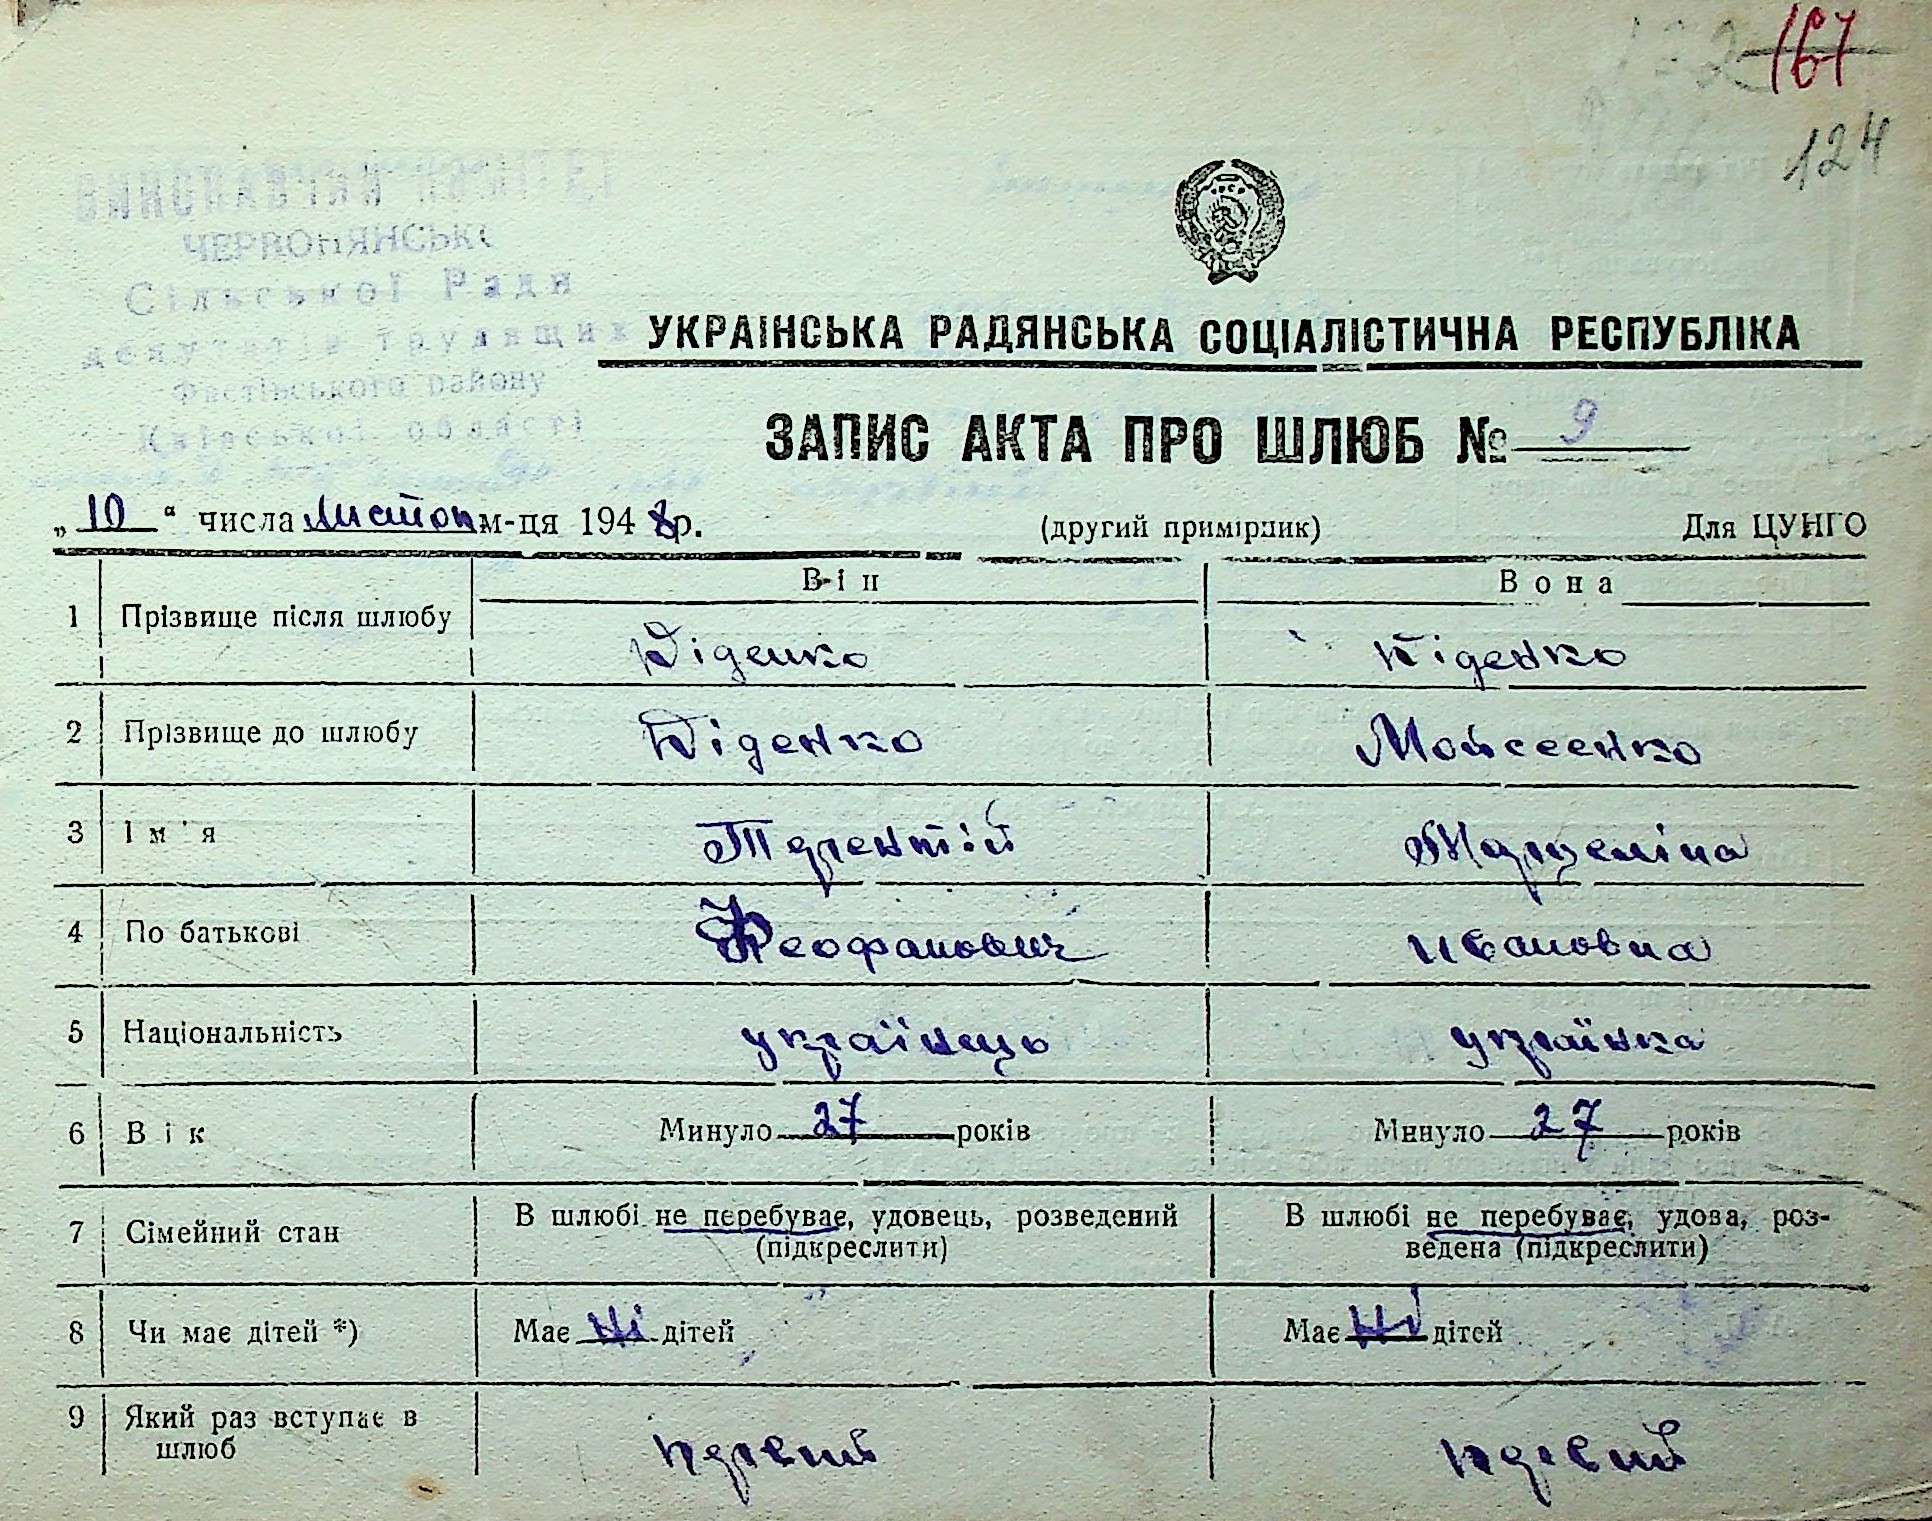 161
124
ВИКОНАВЧИЙ КОМІТЕТ
ЧЕРВОНЯНСЬКО
Сільської Ради
депутатів трудящих
Фастівського району
Київської області
УКРАЇНСЬКА РАДЯНСЬКА СОЦІАЛІСТИЧНА РЕСПУБЛІКА
ЗАПИС АКТА ПРО ШЛЮБ № 9
„10“ числа листоп м-ця 1948 р. (другий примірник) Для ЦУНГО
Він Вона
1 Прізвище після шлюбу Діденко Діденко
2 Прізвище до шлюбу Діденко Мойсеенко
3 Ім'я Терентій Марцеліна
4 По батькові Феофанович Ивановна
5 Національність українець українка
6 Вік Минуло 27 років Минуло 27 років
7 Сімейний стан В шлюбі не перебуває, удовець, розведений В шлюбі не перебуває, удова, роз-
(підкреслити) ведена (підкреслити)
8 Чи має дітей *) Має ні дітей Має ні дітей
9 Який раз вступає в
шлюб перший перший